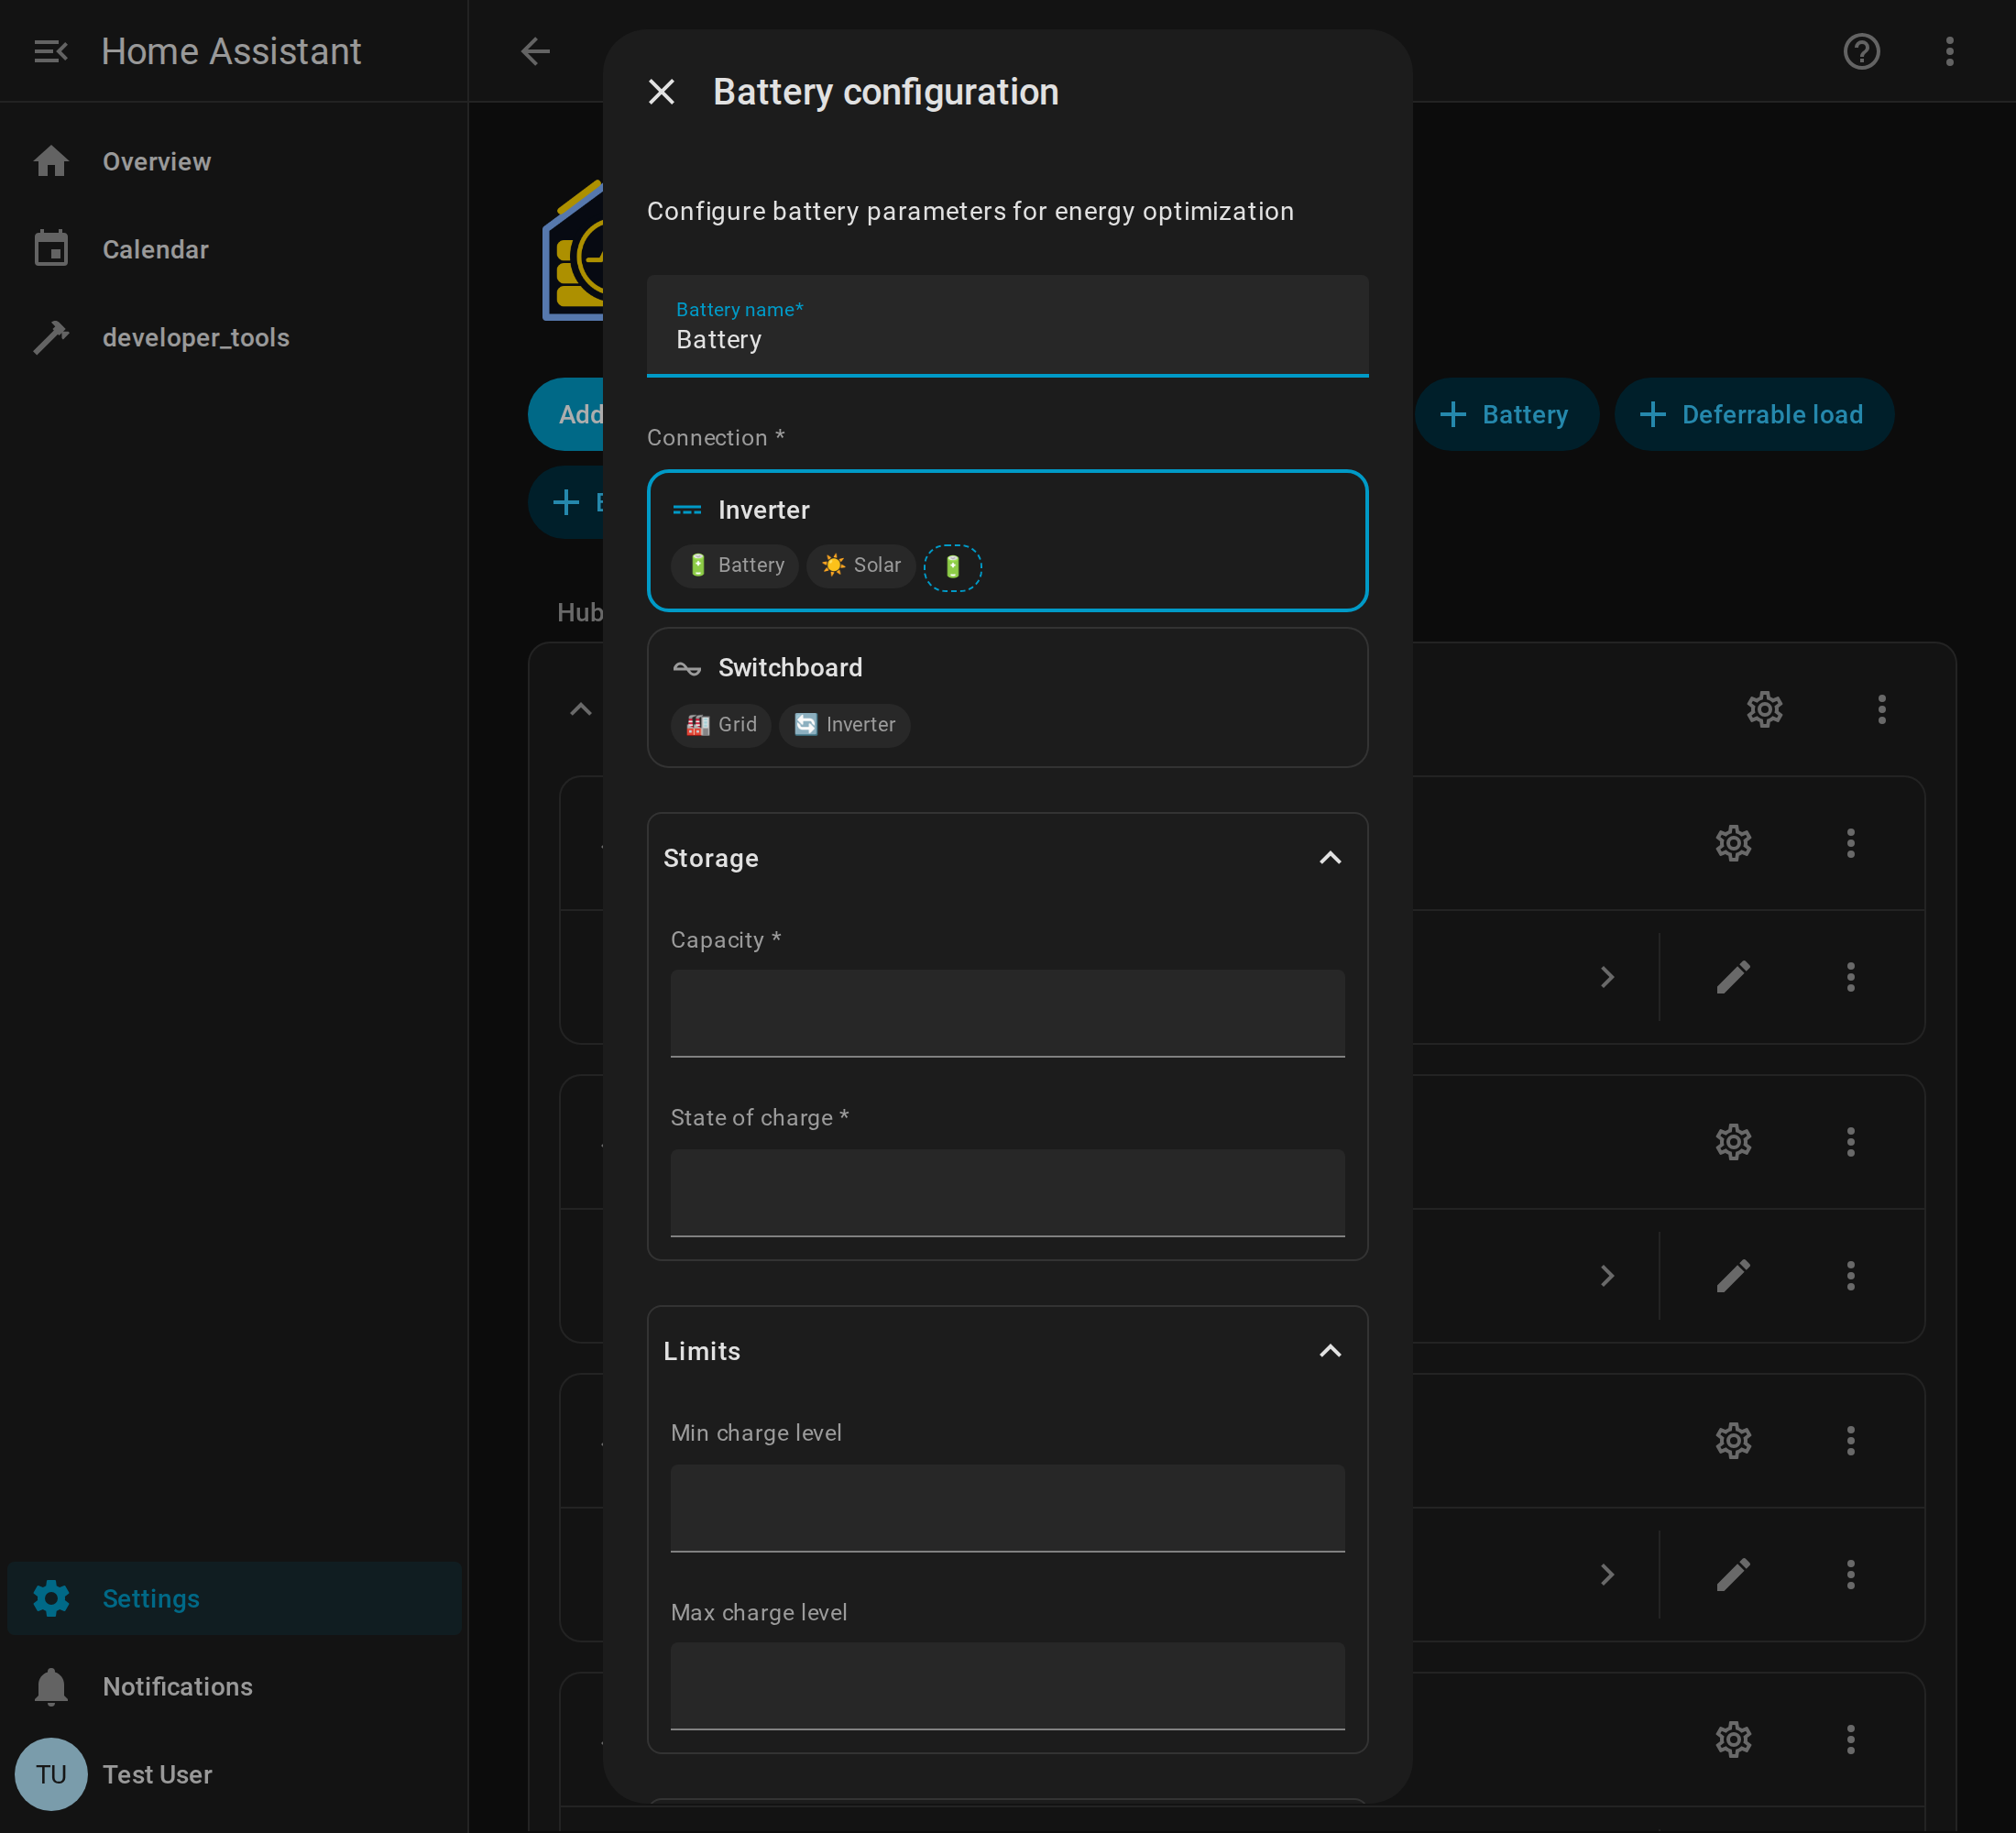 Home Assistant
Overview
Calendar
developer_tools
Settings
Notifications
TU
Test User
Add
Battery
Deferrable load
Hub
Battery configuration
Configure battery parameters for energy optimization
Battery name*
Battery
Connection *
Inverter
Battery
Solar
Switchboard
Grid
Inverter
Storage
Capacity *
State of charge *
Limits
Min charge level
Max charge level